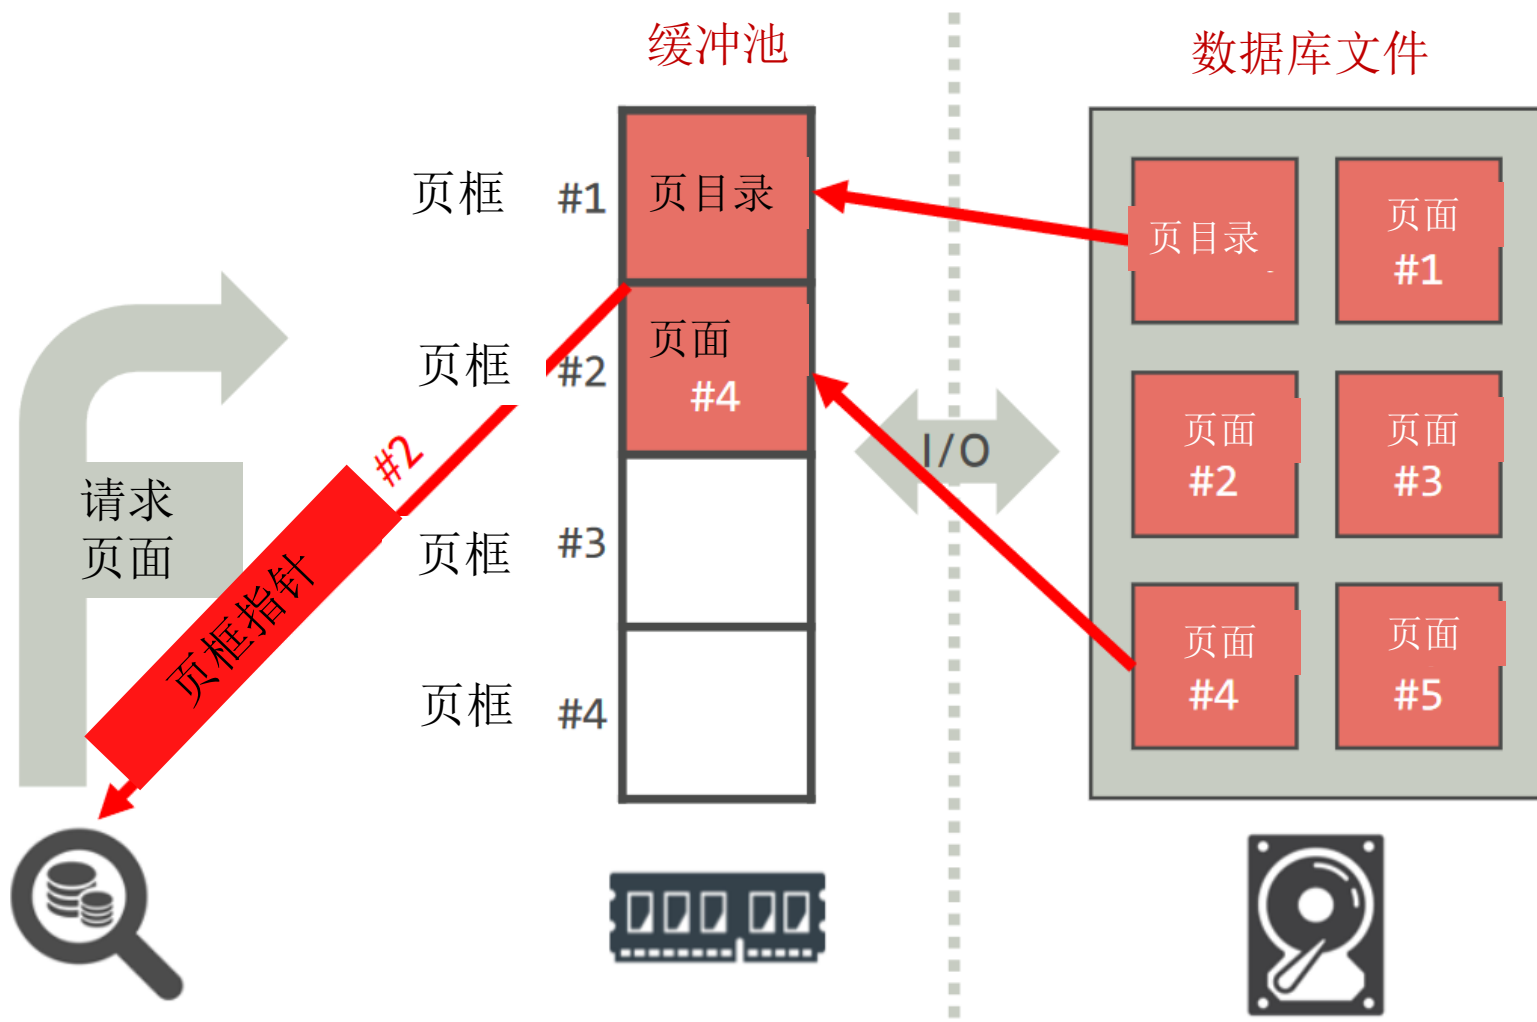 缓冲池
数据库文件
页框 #1
页目录
页目录
页面
#1
页框 #2
页面
#4
#2
I/O
页面
#2
页面
#3
请求
页面
页框指针
页框 #3
页面
#4
页面
#5
页框 #4